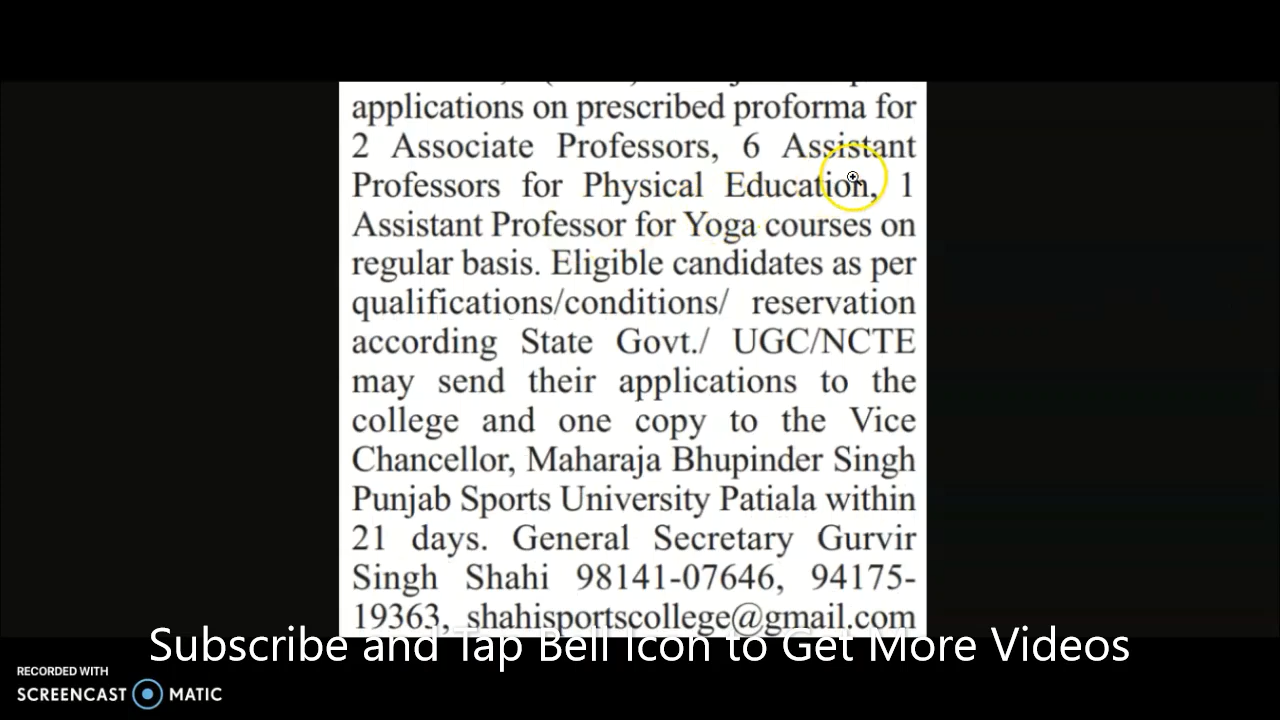 applications on prescribed proforma for
2 Associate Professors, 6 Assistant
Professors for Physical Education, 1
Assistant Professor for Yoga courses on
regular basis. Eligible candidates as per
qualifications/conditions/ reservation
according State Govt./ UGC/NCTE
may send their applications to the
college and one copy to the Vice
Chancellor, Maharaja Bhupinder Singh
Punjab Sports University Patiala within
21 days. General Secretary Gurvir
Singh Shahi 98141-07646, 94175-
19363, shahisportscollege@gmail.com
Subscribe and Tap Bell Icon to Get More Videos
RECORDED WITH
SCREENCAST MATIC